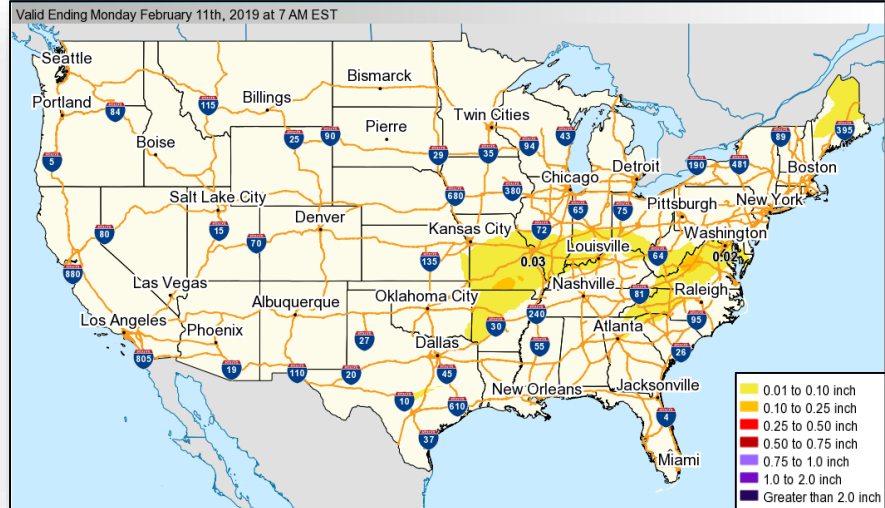 Valid Ending Monday February 11th, 2019 at 7 AM EST
Seattle
Portland
84
115
Billings
Bismarck
Twin Cities
43
395
89
5
Boise
25
90
Pierre
29
35
94
190
481
Boston
Salt Lake City
680
380
Chicago
Detroit
65
75
Pittsburgh
New York
80
15
70
Denver
Kansas City
72
Louisville
Washington
880
135
0.03
64
0.02
Las Vegas
Albuquerque
Oklahoma City
Nashville
81
Raleigh
Los Angeles
Phoenix
27
30
240
Atlanta
95
805
19
110
20
Dallas
45
55
26
10
610
New Orleans
Jacksonville
37
4
Miami
0.01 to 0.10 inch
0.10 to 0.25 inch
0.25 to 0.50 inch
0.50 to 0.75 inch
0.75 to 1.0 inch
1.0 to 2.0 inch
Greater than 2.0 inch